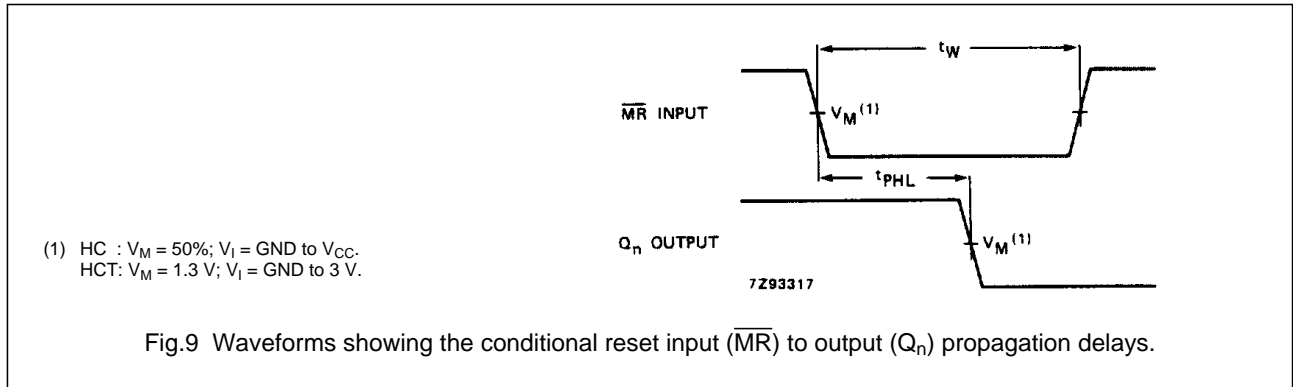 t_W
M̅R̅ INPUT
V_M(1)
t_PHL
Q_n OUTPUT
V_M(1)
7Z93317
(1) HC : V_M = 50%; V_I = GND to V_CC.
HCT: V_M = 1.3 V; V_I = GND to 3 V.
Fig.9 Waveforms showing the conditional reset input (M̅R̅) to output (Q_n) propagation delays.